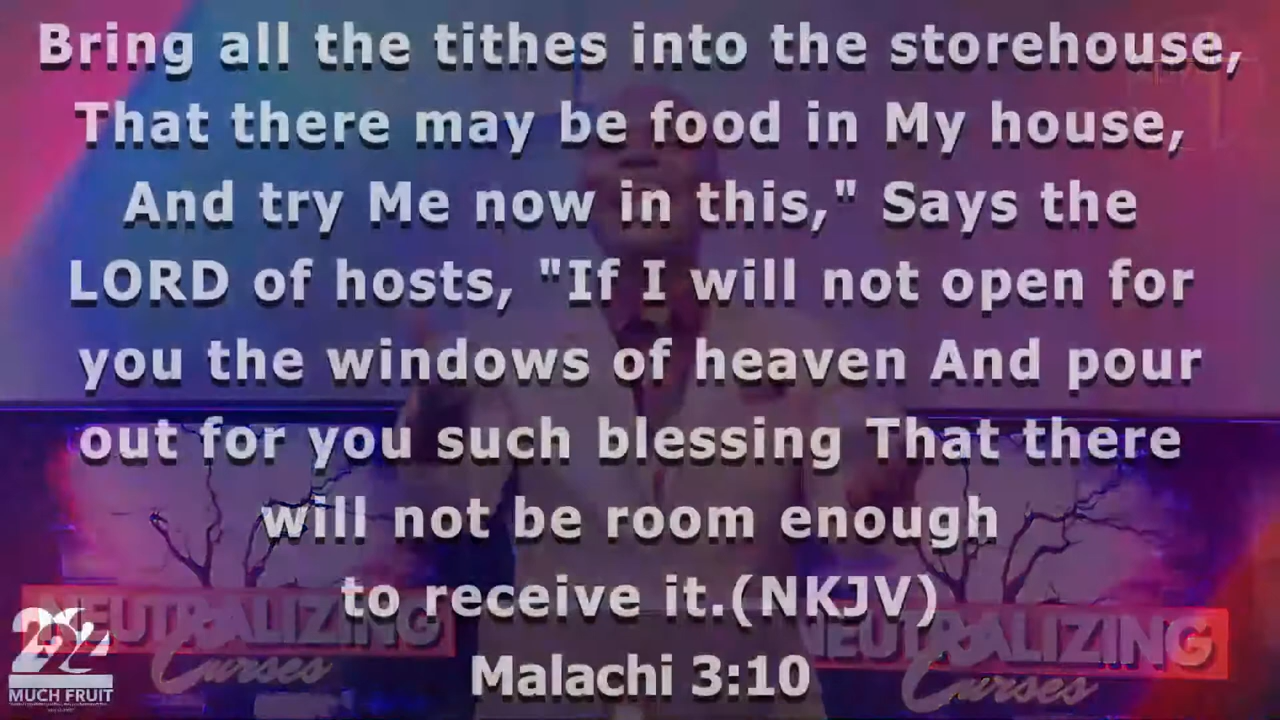 Bring all the tithes into the storehouse,
That there may be food in My house,
And try Me now in this," Says the
LORD of hosts, "If I will not open for
you the windows of heaven And pour
out for you such blessing That there
will not be room enough
to receive it.(NKJV)
Malachi 3:10
NEUTRALIZING
Curses
NEUTRALIZING
Curses
MUCH FRUIT